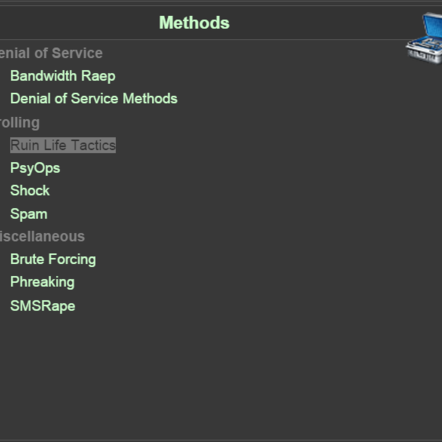 Methods
enial of Service
Bandwidth Raep
Denial of Service Methods
rolling
Ruin Life Tactics
PsyOps
Shock
Spam
iscellaneous
Brute Forcing
Phreaking
SMSRape